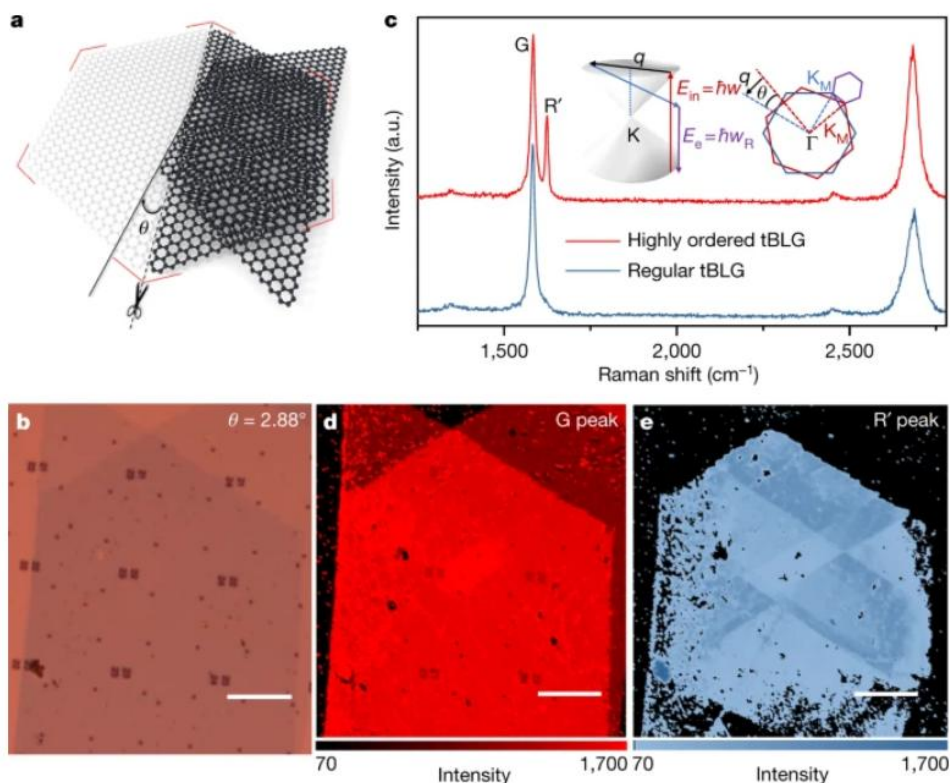 a
θ
c
G
R′
q
E_in = ħw
K
E_e = ħw_R
q
θ
K_M
K_M
Γ
Intensity (a.u.)
Highly ordered tBLG
Regular tBLG
1,500
2,000
2,500
Raman shift (cm⁻¹)
b
θ = 2.88°
d
G peak
e
R′ peak
70
Intensity
1,700
70
Intensity
1,700